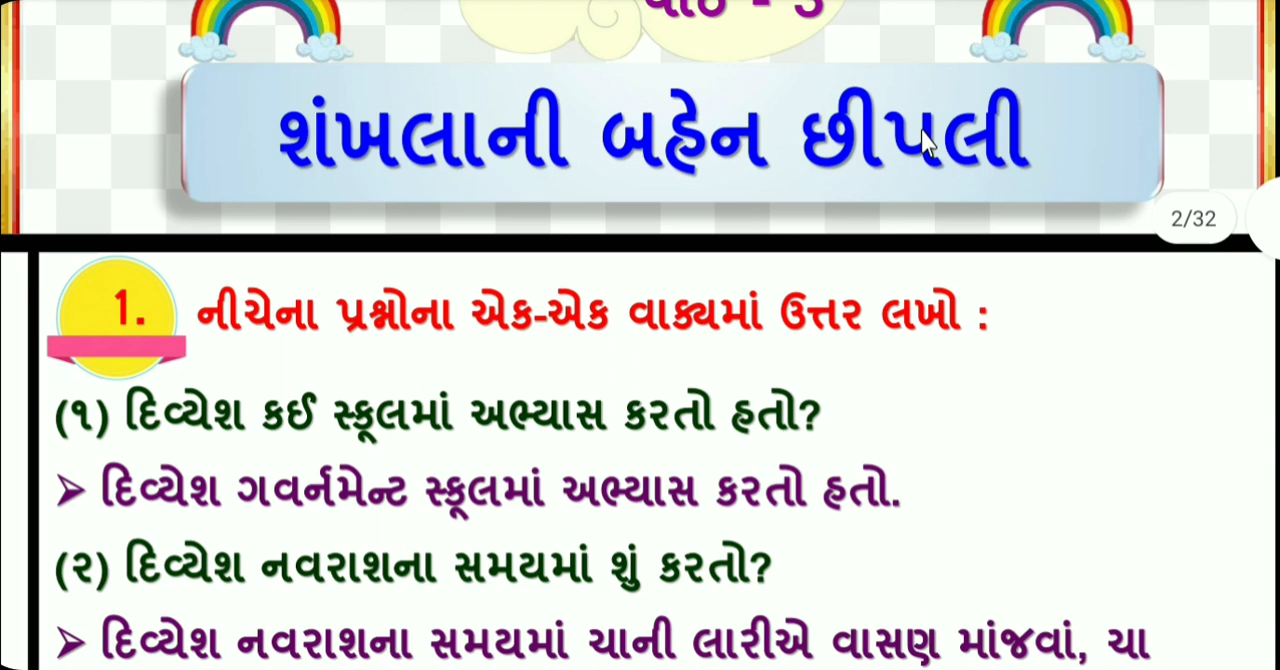 પાઠ - 3
શંખલાની બહેન છીપલી
2/32
1. નીચેના પ્રશ્નોના એક-એક વાક્યમાં ઉત્તર લખો :
(૧) દિવ્યેશ કઈ સ્કૂલમાં અભ્યાસ કરતો હતો?
➤ દિવ્યેશ ગવર્નમેન્ટ સ્કૂલમાં અભ્યાસ કરતો હતો.
(૨) દિવ્યેશ નવરાશના સમયમાં શું કરતો?
➤ દિવ્યેશ નવરાશના સમયમાં ચાની લારીએ વાસણ માંજવાં, ચા